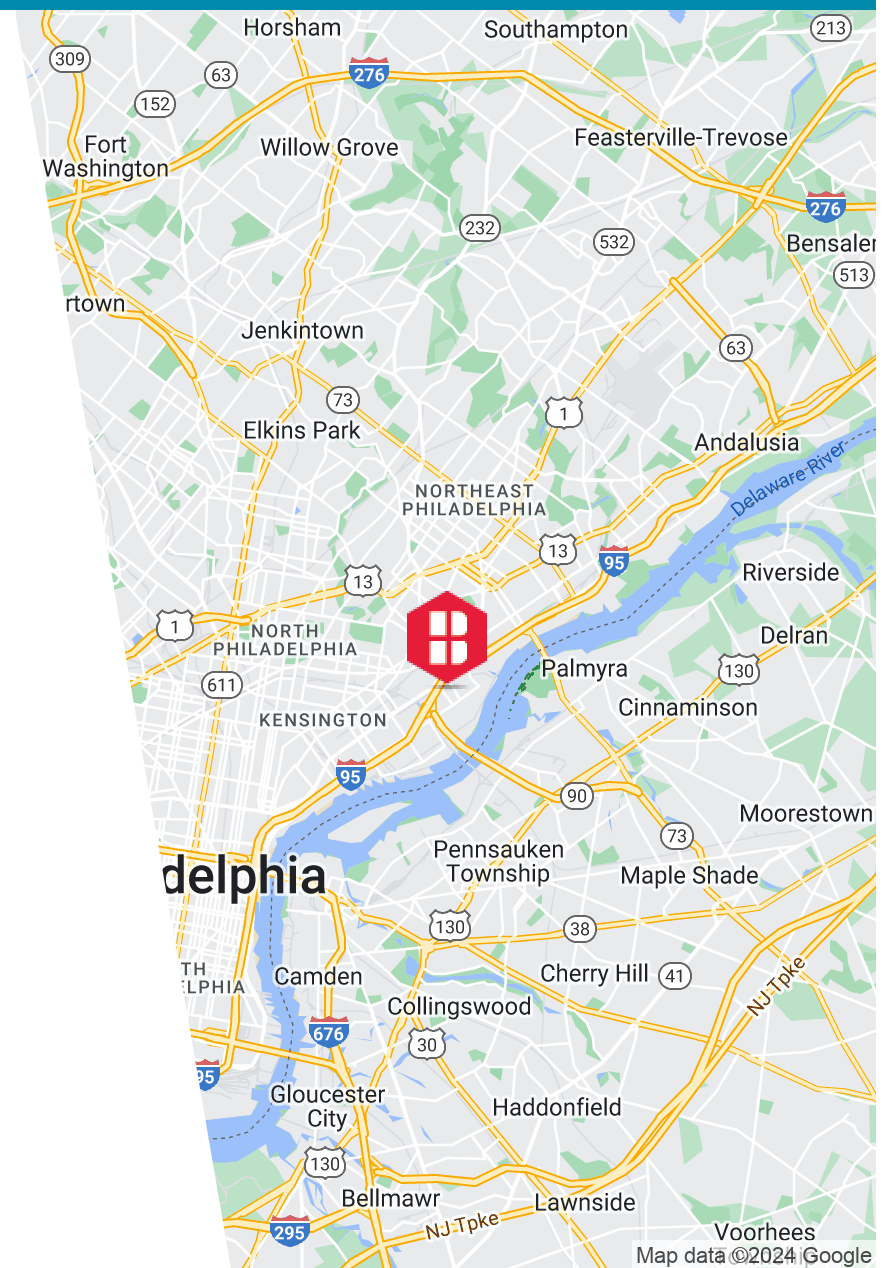 Horsham
Southampton
213
309
63
276
152
Fort
Washington
Willow Grove
Feasterville-Trevose
276
232
532
Bensalem
513
rtown
Jenkintown
63
73
1
Elkins Park
Andalusia
Delaware River
NORTHEAST
PHILADELPHIA
13
95
13
Riverside
1
NORTH
PHILADELPHIA
Delran
611
Palmyra
130
KENSINGTON
Cinnaminson
95
90
Moorestown
73
Pennsauken
Township
delphia
Maple Shade
130
38
TH
ELPHIA
Camden
Cherry Hill
41
NJ Tpke
Collingswood
676
30
95
Gloucester
City
Haddonfield
130
Bellmawr
Lawnside
NJ Tpke
295
Voorhees
Township
Map data ©2024 Google